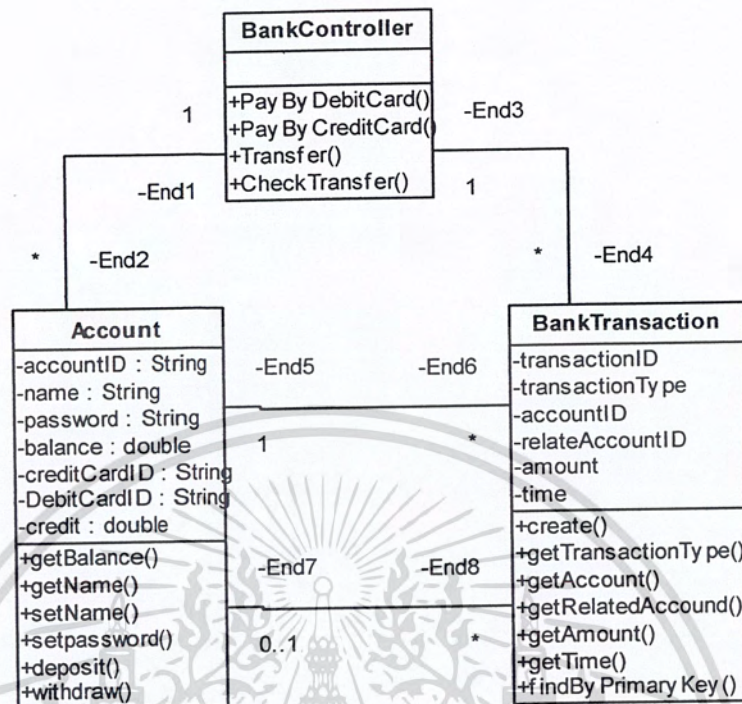 BankController
+Pay By DebitCard()
+Pay By CreditCard()
+Transfer()
+CheckTransfer()
1
-End3
-End1
1
*
-End2
*
-End4
Account
-accountID : String
-name : String
-password : String
-balance : double
-creditCardID : String
-DebitCardID : String
-credit : double
+getBalance()
+getName()
+setName()
+setpassword()
+deposit()
+withdraw()
-End5
-End6
1
*
-End7
-End8
0..1
*
BankTransaction
-transactionID
-transactionType
-accountID
-relateAccountID
-amount
-time
+create()
+getTransactionType()
+getAccount()
+getRelatedAccound()
+getAmount()
+getTime()
+findBy Primary Key()